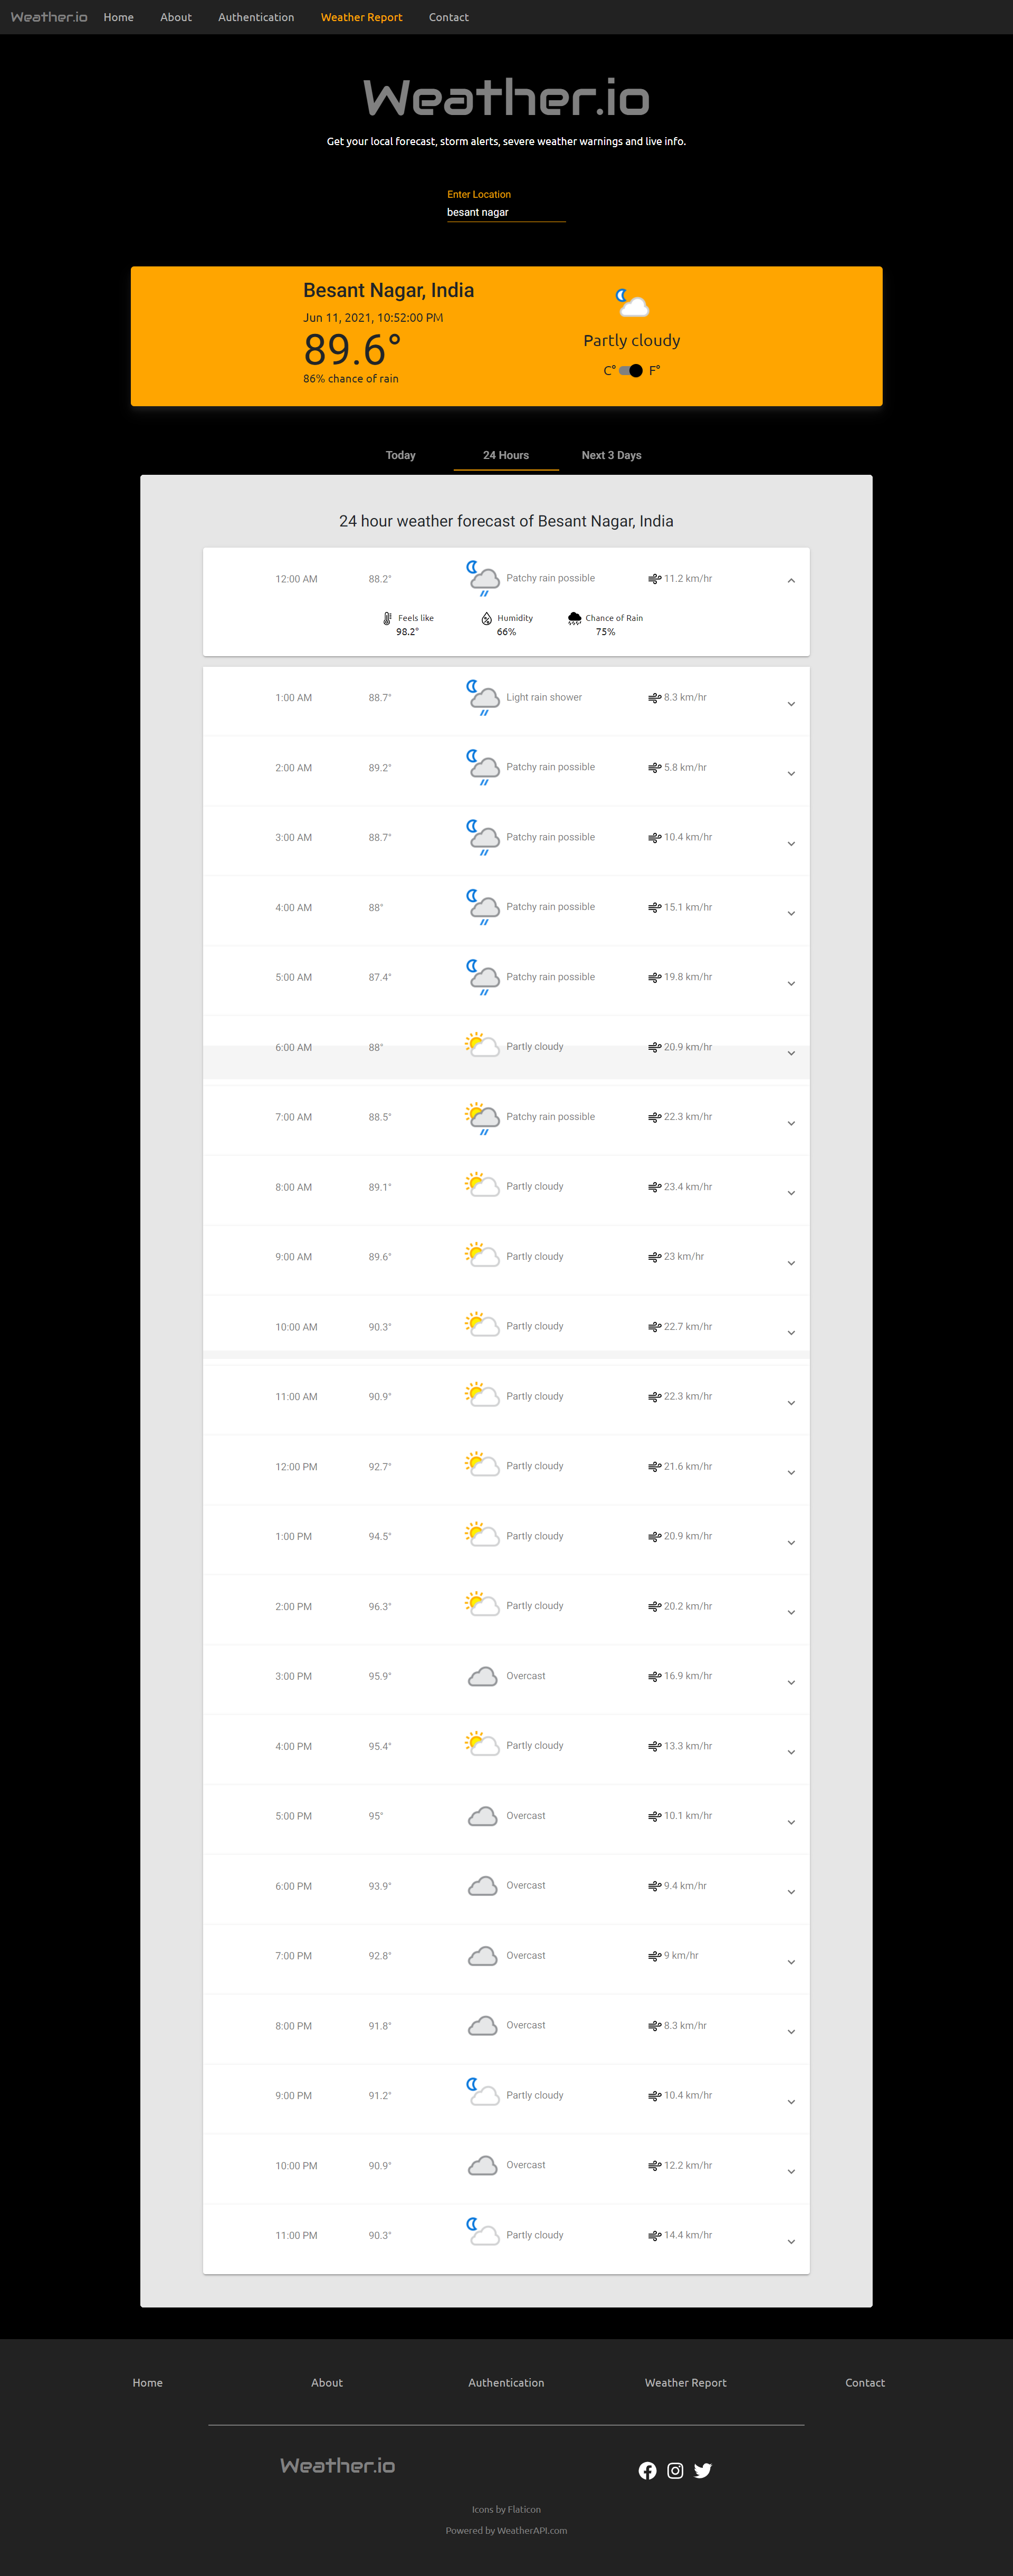 Weather.io Home About Authentication Weather Report Contact
Weather.io
Get your local forecast, storm alerts, severe weather warnings and live info.
Enter Location
besant nagar
Besant Nagar, India
Jun 11, 2021, 10:52:00 PM
89.6°
86% chance of rain
Partly cloudy
C° F°
Today 24 Hours Next 3 Days
24 hour weather forecast of Besant Nagar, India
12:00 AM 88.2° Patchy rain possible 11.2 km/hr
Feels like Humidity Chance of Rain
98.2° 66% 75%
1:00 AM 88.7° Light rain shower 8.3 km/hr
2:00 AM 89.2° Patchy rain possible 5.8 km/hr
3:00 AM 88.7° Patchy rain possible 10.4 km/hr
4:00 AM 88° Patchy rain possible 15.1 km/hr
5:00 AM 87.4° Patchy rain possible 19.8 km/hr
6:00 AM 88° Partly cloudy 20.9 km/hr
7:00 AM 88.5° Patchy rain possible 22.3 km/hr
8:00 AM 89.1° Partly cloudy 23.4 km/hr
9:00 AM 89.6° Partly cloudy 23 km/hr
10:00 AM 90.3° Partly cloudy 22.7 km/hr
11:00 AM 90.9° Partly cloudy 22.3 km/hr
12:00 PM 92.7° Partly cloudy 21.6 km/hr
1:00 PM 94.5° Partly cloudy 20.9 km/hr
2:00 PM 96.3° Partly cloudy 20.2 km/hr
3:00 PM 95.9° Overcast 16.9 km/hr
4:00 PM 95.4° Partly cloudy 13.3 km/hr
5:00 PM 95° Overcast 10.1 km/hr
6:00 PM 93.9° Overcast 9.4 km/hr
7:00 PM 92.8° Overcast 9 km/hr
8:00 PM 91.8° Overcast 8.3 km/hr
9:00 PM 91.2° Partly cloudy 10.4 km/hr
10:00 PM 90.9° Overcast 12.2 km/hr
11:00 PM 90.3° Partly cloudy 14.4 km/hr
Home About Authentication Weather Report Contact
Weather.io
Icons by Flaticon
Powered by WeatherAPI.com